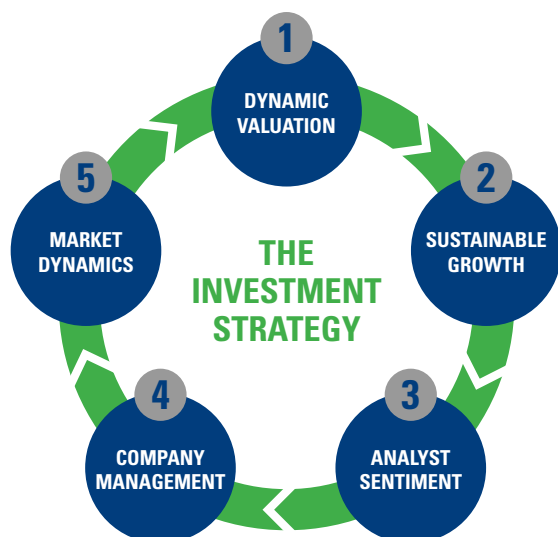 1
DYNAMIC
VALUATION
2
SUSTAINABLE
GROWTH
3
ANALYST
SENTIMENT
4
COMPANY
MANAGEMENT
5
MARKET
DYNAMICS
THE
INVESTMENT
STRATEGY